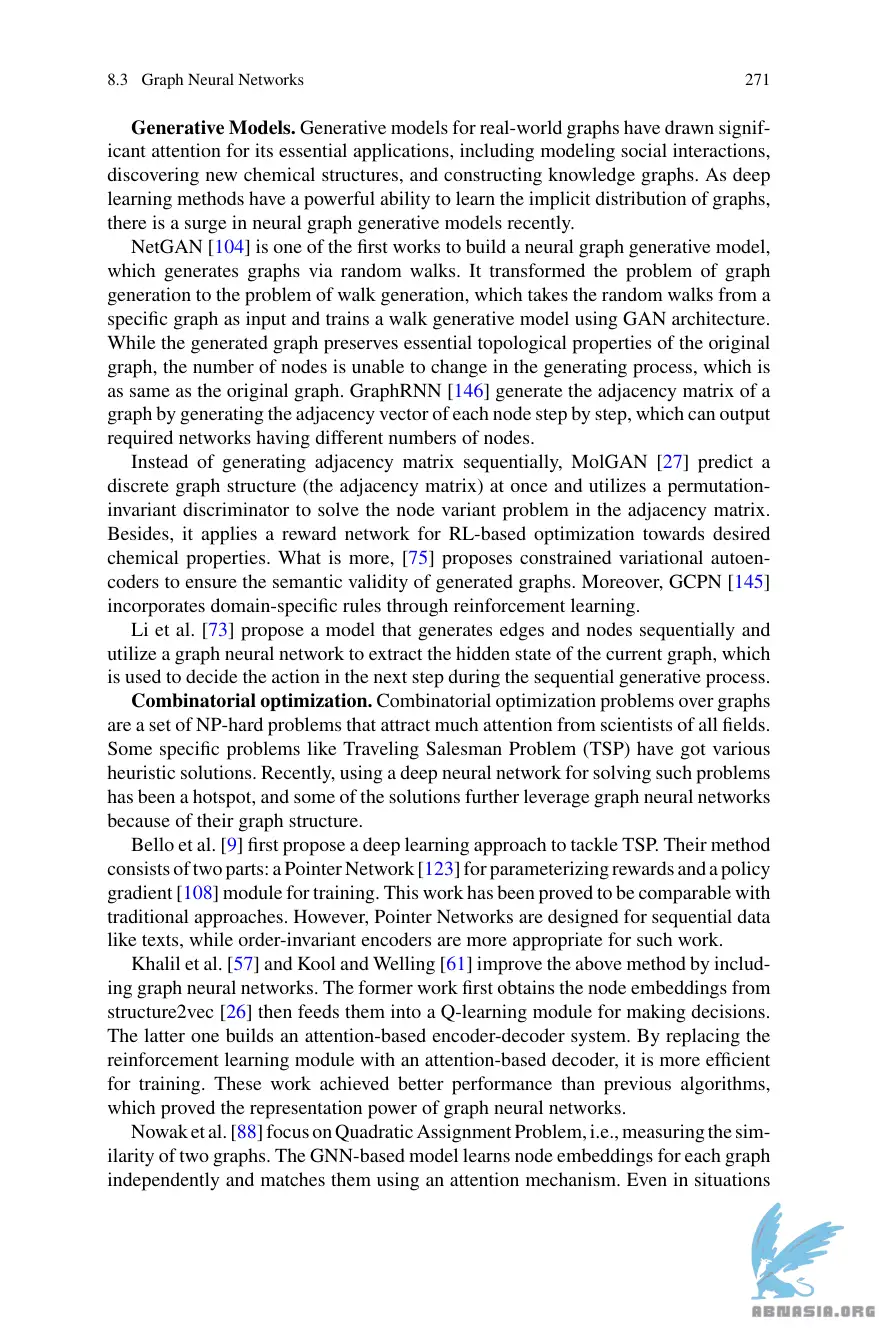 8.3 Graph Neural Networks 271
Generative Models. Generative models for real-world graphs have drawn signif-
icant attention for its essential applications, including modeling social interactions,
discovering new chemical structures, and constructing knowledge graphs. As deep
learning methods have a powerful ability to learn the implicit distribution of graphs,
there is a surge in neural graph generative models recently.
NetGAN [104] is one of the first works to build a neural graph generative model,
which generates graphs via random walks. It transformed the problem of graph
generation to the problem of walk generation, which takes the random walks from a
specific graph as input and trains a walk generative model using GAN architecture.
While the generated graph preserves essential topological properties of the original
graph, the number of nodes is unable to change in the generating process, which is
as same as the original graph. GraphRNN [146] generate the adjacency matrix of a
graph by generating the adjacency vector of each node step by step, which can output
required networks having different numbers of nodes.
Instead of generating adjacency matrix sequentially, MolGAN [27] predict a
discrete graph structure (the adjacency matrix) at once and utilizes a permutation-
invariant discriminator to solve the node variant problem in the adjacency matrix.
Besides, it applies a reward network for RL-based optimization towards desired
chemical properties. What is more, [75] proposes constrained variational autoen-
coders to ensure the semantic validity of generated graphs. Moreover, GCPN [145]
incorporates domain-specific rules through reinforcement learning.
Li et al. [73] propose a model that generates edges and nodes sequentially and
utilize a graph neural network to extract the hidden state of the current graph, which
is used to decide the action in the next step during the sequential generative process.
Combinatorial optimization. Combinatorial optimization problems over graphs
are a set of NP-hard problems that attract much attention from scientists of all fields.
Some specific problems like Traveling Salesman Problem (TSP) have got various
heuristic solutions. Recently, using a deep neural network for solving such problems
has been a hotspot, and some of the solutions further leverage graph neural networks
because of their graph structure.
Bello et al. [9] first propose a deep learning approach to tackle TSP. Their method
consists of two parts: a Pointer Network [123] for parameterizing rewards and a policy
gradient [108] module for training. This work has been proved to be comparable with
traditional approaches. However, Pointer Networks are designed for sequential data
like texts, while order-invariant encoders are more appropriate for such work.
Khalil et al. [57] and Kool and Welling [61] improve the above method by includ-
ing graph neural networks. The former work first obtains the node embeddings from
structure2vec [26] then feeds them into a Q-learning module for making decisions.
The latter one builds an attention-based encoder-decoder system. By replacing the
reinforcement learning module with an attention-based decoder, it is more efficient
for training. These work achieved better performance than previous algorithms,
which proved the representation power of graph neural networks.
Nowak et al. [88] focus on Quadratic Assignment Problem, i.e., measuring the sim-
ilarity of two graphs. The GNN-based model learns node embeddings for each graph
independently and matches them using an attention mechanism. Even in situations
ABNASIA.ORG